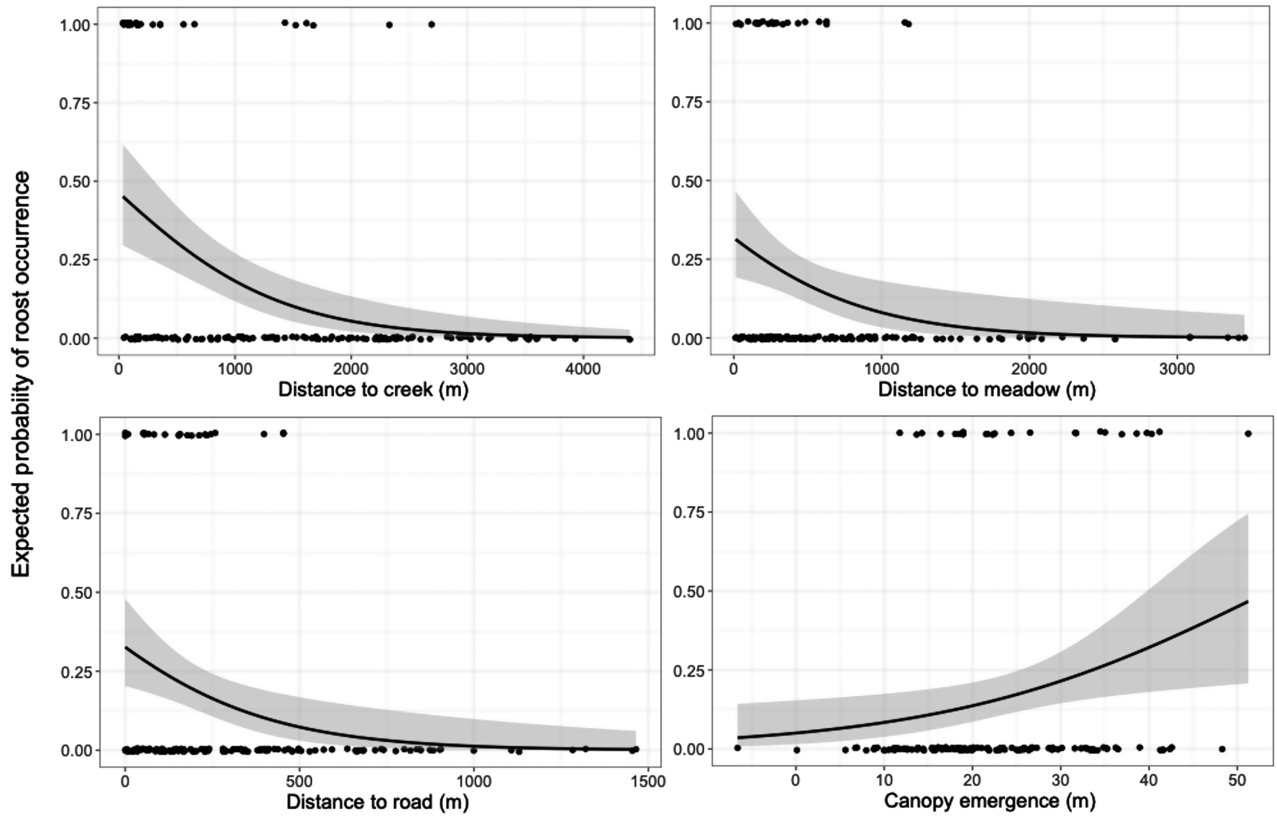 Expected probabiity of roost occurrence
1.00
0.75
0.50
0.25
0.00
0 1000 2000 3000 4000
Distance to creek (m)
1.00
0.75
0.50
0.25
0.00
0 1000 2000 3000
Distance to meadow (m)
1.00
0.75
0.50
0.25
0.00
0 500 1000 1500
Distance to road (m)
1.00
0.75
0.50
0.25
0.00
0 10 20 30 40 50
Canopy emergence (m)